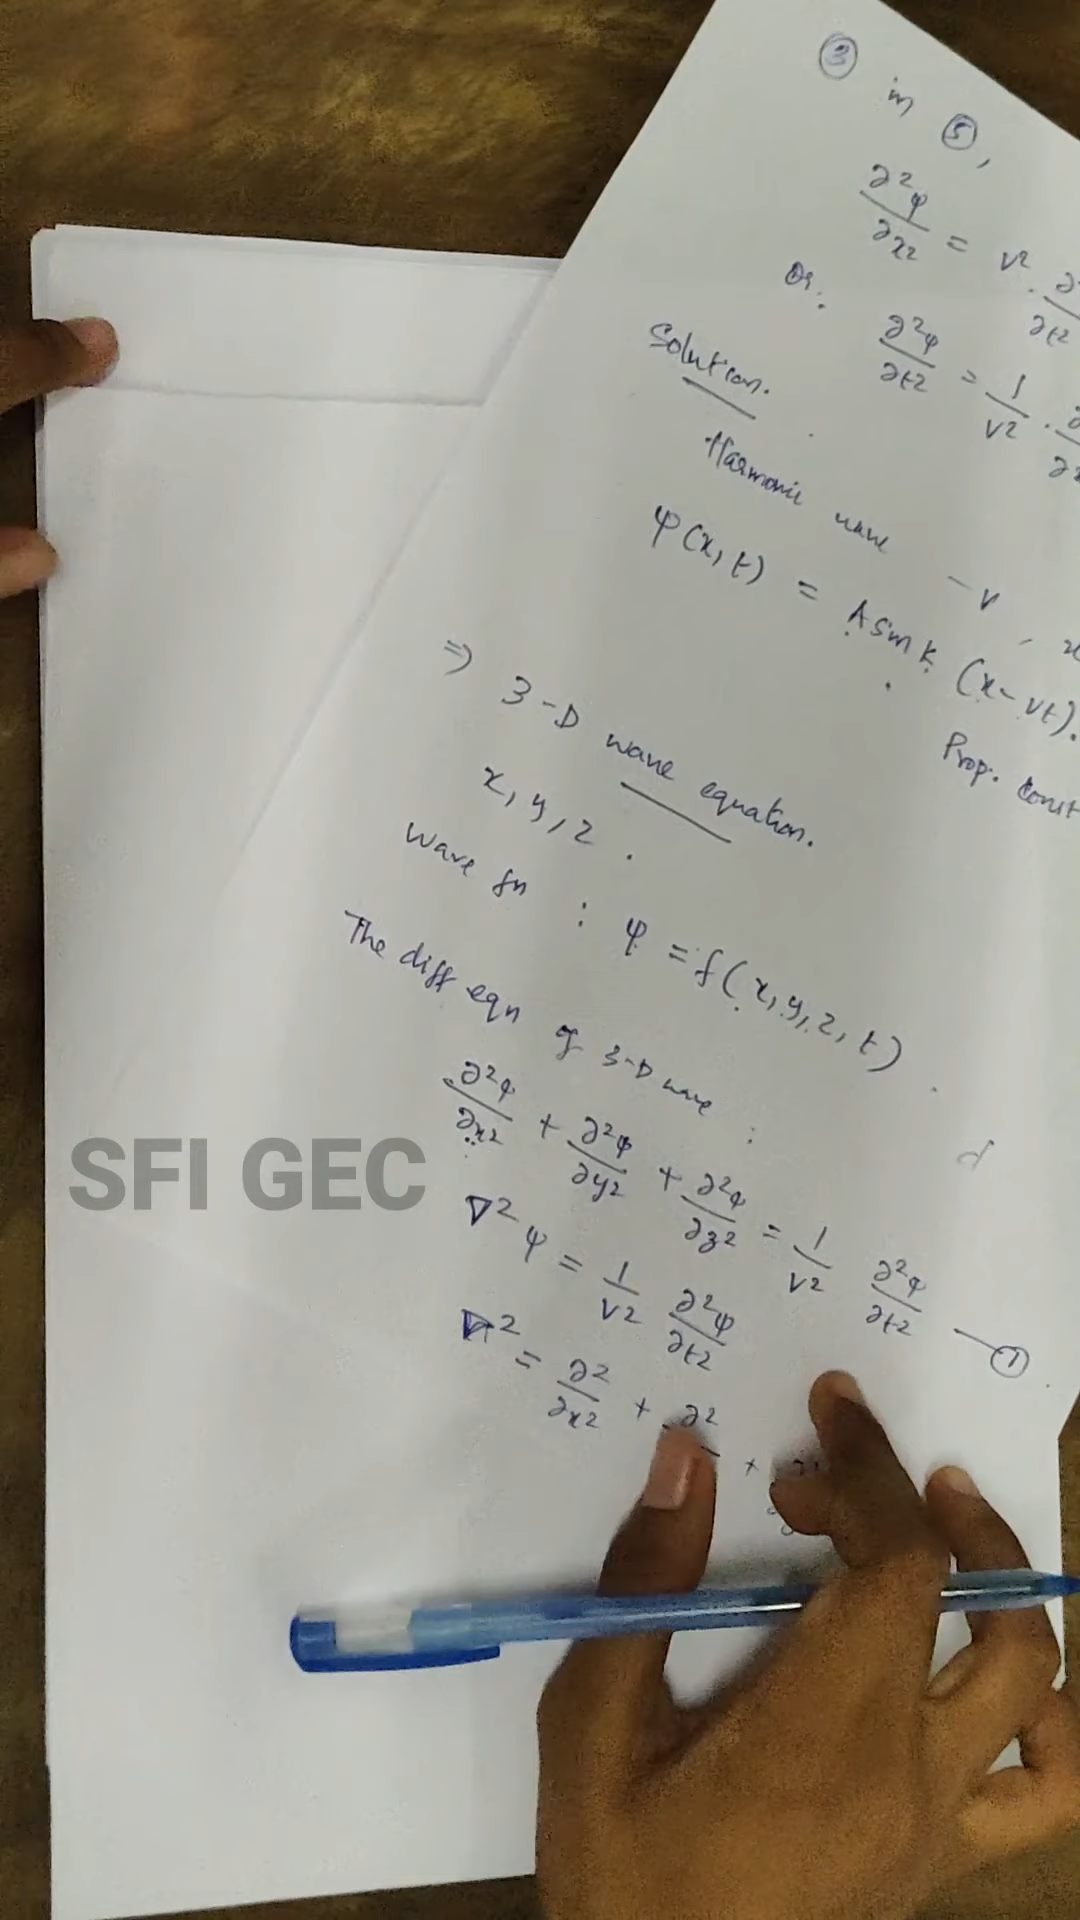 ③ in ⑤,
∂²φ/∂x² = v² . ∂
∂t²
or. ∂²φ/∂t² = 1/v² .
Solution.
Harmonic wave – v,
φ(x, t) = A sin k (x – vt).
Prop. const
⇒ 3-D wave equation.
x, y, z .
Wave fn : φ = f(x, y, z, t) .
The diff eqn of 3-D wave :
∂²φ/∂x² + ∂²φ/∂y² + ∂²φ/∂z² = 1/v² ∂²φ/∂t² — ①
∇²φ = 1/v² ∂²φ/∂t²
∇² = ∂²/∂x² + ∂² +
d
SFI GEC